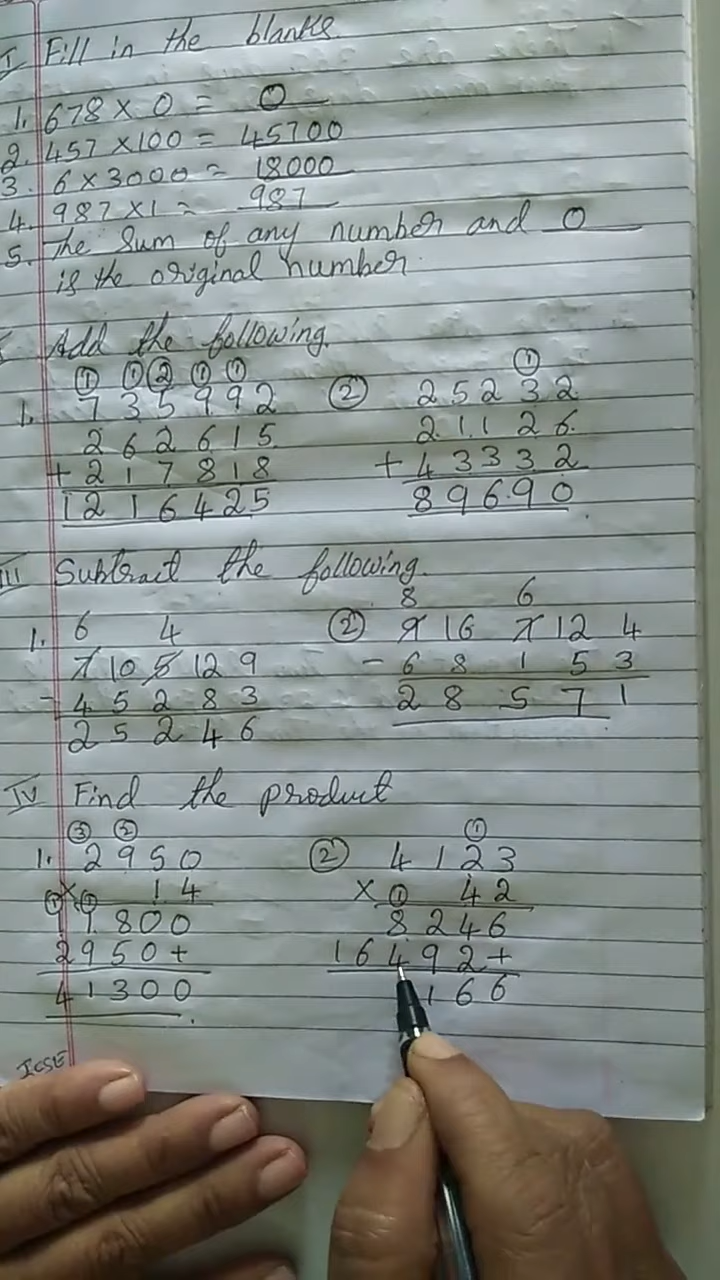 I Fill in the blanks.
1. 678 × 0 = 0
2. 457 × 100 = 45700
3. 6 × 3000 = 18000
4. 987 × 1 = 987
5. The Sum of any number and 0
is the original number.
Add the following.
① ① ② ① ①
1. 7 3 5 9 9 2
2 6 2 6 1 5
+ 2 1 7 8 1 8
1 2 1 6 4 2 5
①
② 2 5 2 3 2
2 1 1 2 6
+ 4 3 3 3 2
8 9 6 9 0
III Subtract the following.
6 4
1. 7 10 5 12 9
- 4 5 2 8 3
2 5 2 4 6
8 6
② 9 16 7 12 4
- 6 8 1 5 3
2 8 5 7 1
IV Find the product
③ ②
1. 2 9 5 0
× 1 4
① ① 1 1 8 0 0
2 9 5 0 +
4 1 3 0 0
①
② 4 1 2 3
× ① 4 2
8 2 4 6
1 6 4 9 2 +
1 6 6
ICSE